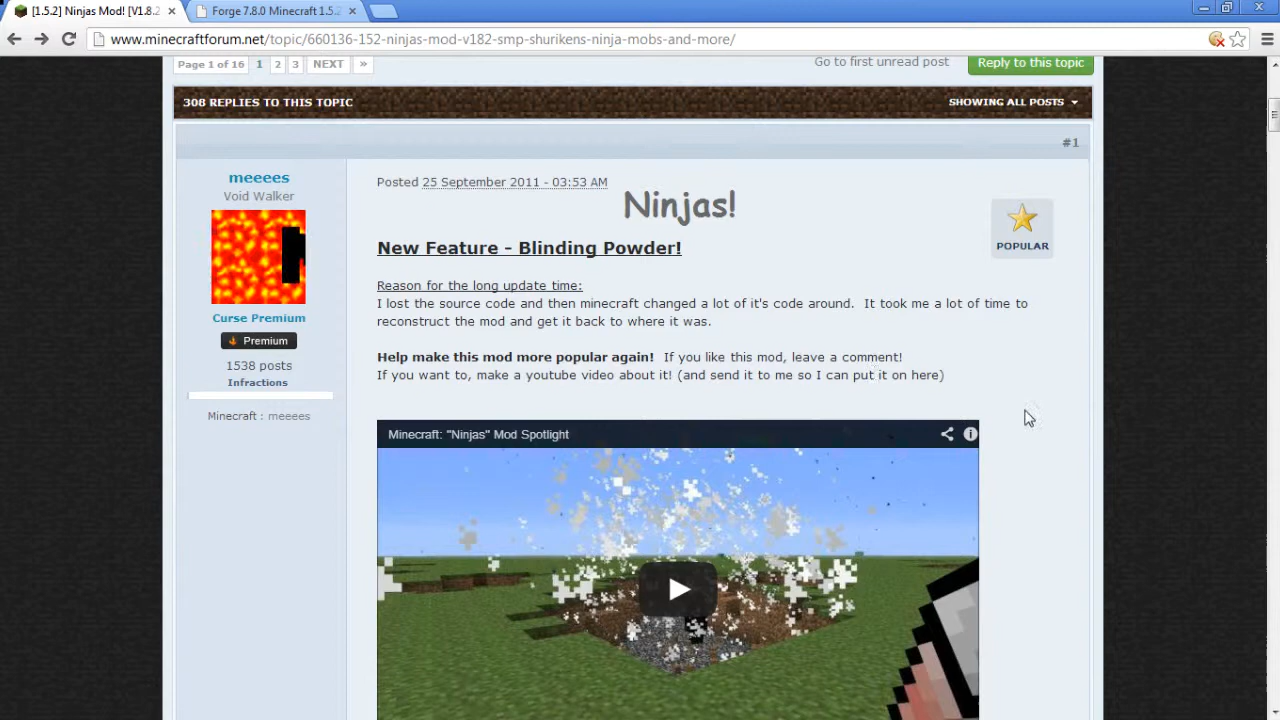 [1.5.2] Ninjas Mod! [V1.8.2
Forge 7.8.0 Minecraft 1.5.2
www.minecraftforum.net/topic/660136-152-ninjas-mod-v182-smp-shurikens-ninja-mobs-and-more/
Page 1 of 16 1 2 3 NEXT »
Go to first unread post
Reply to this topic
308 REPLIES TO THIS TOPIC
SHOWING ALL POSTS
#1
meeees
Void Walker
Curse Premium
Premium
1538 posts
Infractions
Minecraft : meeees
Posted 25 September 2011 - 03:53 AM
Ninjas!
POPULAR
New Feature - Blinding Powder!
Reason for the long update time:
I lost the source code and then minecraft changed a lot of it's code around. It took me a lot of time to
reconstruct the mod and get it back to where it was.
Help make this mod more popular again! If you like this mod, leave a comment!
If you want to, make a youtube video about it! (and send it to me so I can put it on here)
Minecraft: "Ninjas" Mod Spotlight